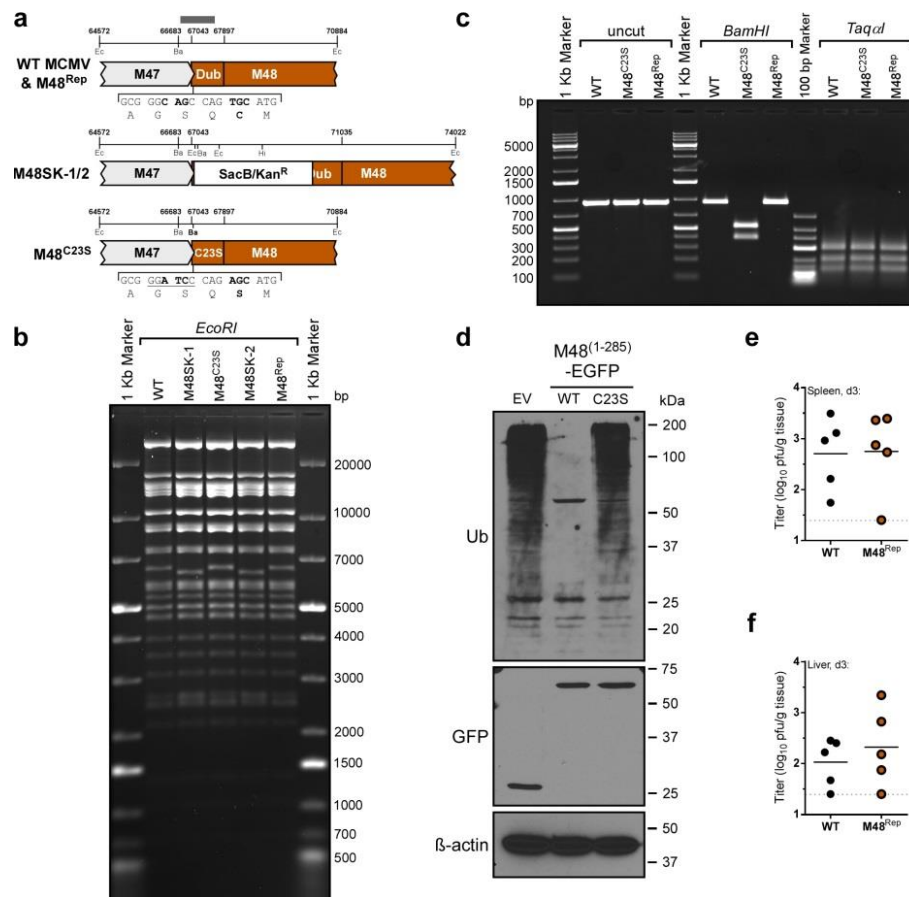 a
64572 66683 67043 67897 70884
Ec Ba Ec
WT MCMV
& M48Rep
M47 Dub M48
GCG GGC AGC CAG TGC ATG
A G S Q C M
64572 66683 67043 71035 74022
Ec Ba Ec Ba Ec Hi Ec
M48SK-1/2
M47 SacB/KanR Dub M48
64572 66683 67043 67897 70884
Ec Ba Ba Ec
M48C23S
M47 C23S M48
GCG GGA TCC CAG AGC ATG
A G S Q S M
b
EcoRI
1 Kb Marker WT M48SK-1 M48C23S M48SK-2 M48Rep 1 Kb Marker
bp
20000
10000
7000
5000
4000
3000
2000
1500
1000
700
500
c
uncut BamHI TaqαI
1 Kb Marker WT M48C23S M48Rep 1 Kb Marker WT M48C23S M48Rep 100 bp Marker WT M48C23S M48Rep
bp
5000
2000
1500
1000
700
500
300
200
100
d
M48(1-285)
-EGFP
EV WT C23S kDa
Ub
200
100
50
37
25
20
GFP
75
50
37
25
ß-actin
50
37
e
Spleen, d3:
Titer (log10 pfu/g tissue)
4
3
2
1
WT M48Rep
f
Liver, d3:
Titer (log10 pfu/g tissue)
4
3
2
1
WT M48Rep